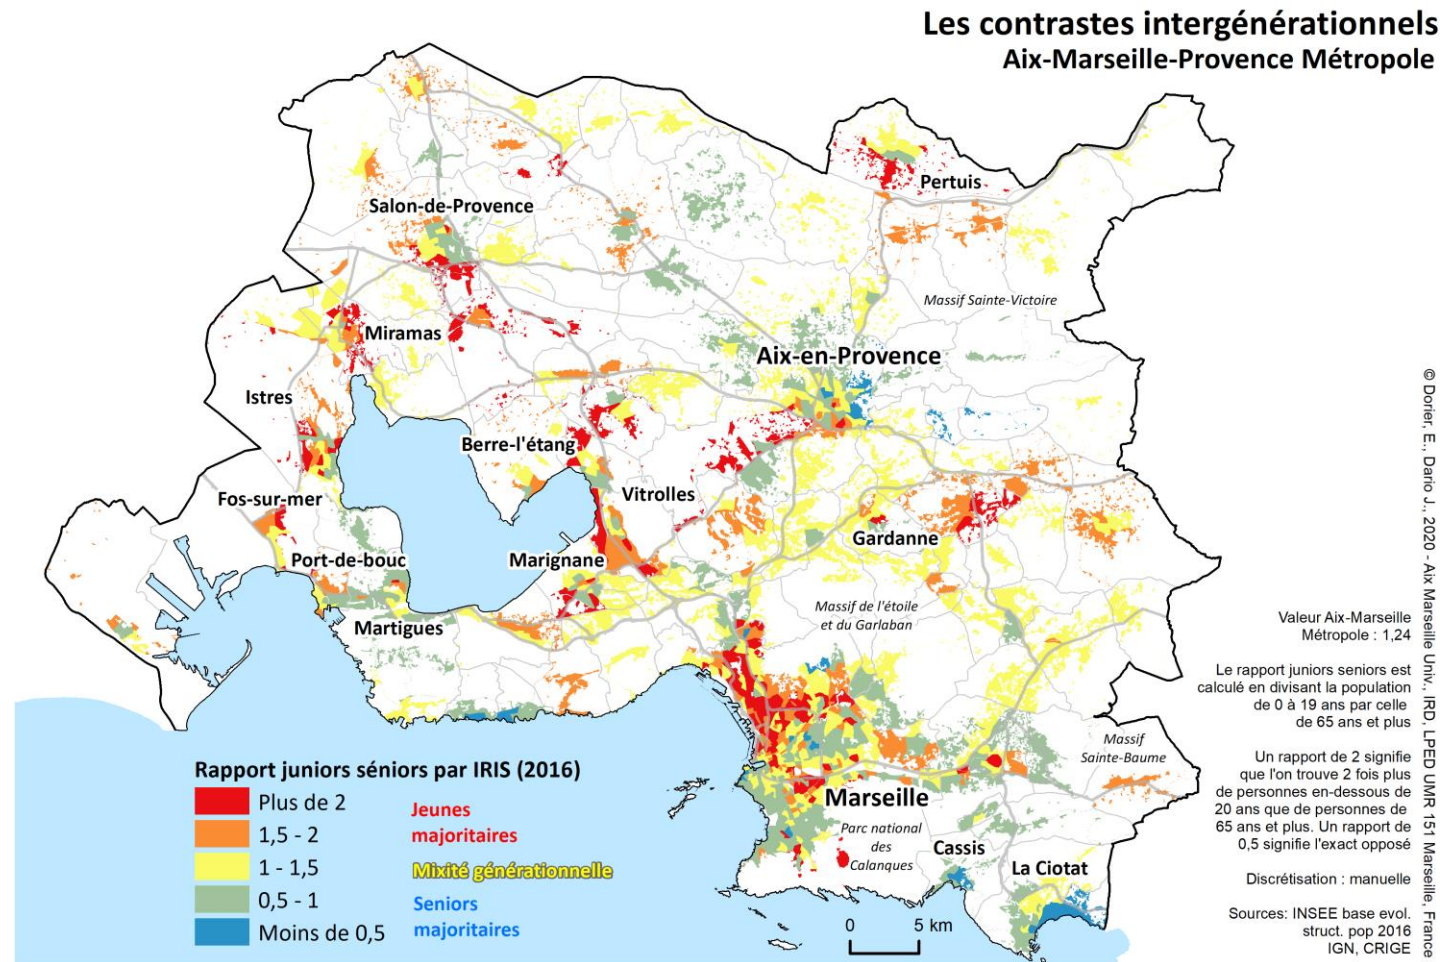 Les contrastes intergénérationnels
Aix-Marseille-Provence Métropole
Pertuis
Salon-de-Provence
Massif Sainte-Victoire
Miramas
Aix-en-Provence
Istres
Berre-l'étang
Fos-sur-mer
Vitrolles
Gardanne
Port-de-bouc
Marignane
Massif de l'étoile
et du Garlaban
Martigues
Massif
Sainte-Baume
Marseille
Parc national
des
Calanques
Cassis
La Ciotat
0 5 km
Rapport juniors séniors par IRIS (2016)
Plus de 2
1,5 - 2
1 - 1,5
0,5 - 1
Moins de 0,5
Jeunes
majoritaires
Mixité générationnelle
Seniors
majoritaires
Valeur Aix-Marseille
Métropole : 1,24
Le rapport juniors seniors est
calculé en divisant la population
de 0 à 19 ans par celle
de 65 ans et plus
Un rapport de 2 signifie
que l'on trouve 2 fois plus
de personnes en-dessous de
20 ans que de personnes de
65 ans et plus. Un rapport de
0,5 signifie l'exact opposé
Discrétisation : manuelle
Sources: INSEE base evol.
struct. pop 2016
IGN, CRIGE
© Dorier, E., Dario J., 2020 - Aix Marseille Univ., IRD, LPED UMR 151 Marseille, France